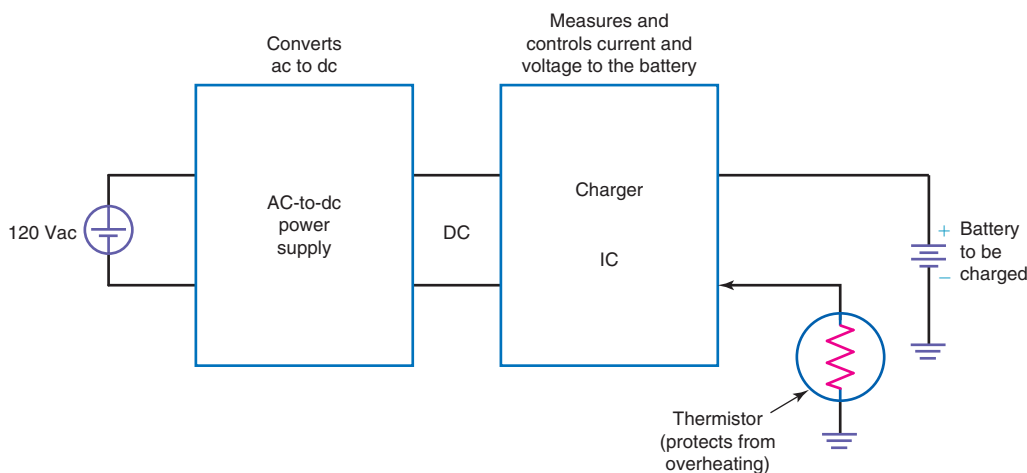 Converts
ac to dc
Measures and
controls current and
voltage to the battery
120 Vac
AC-to-dc
power
supply
DC
Charger
IC
+ Battery
to be
− charged
Thermistor
(protects from
overheating)